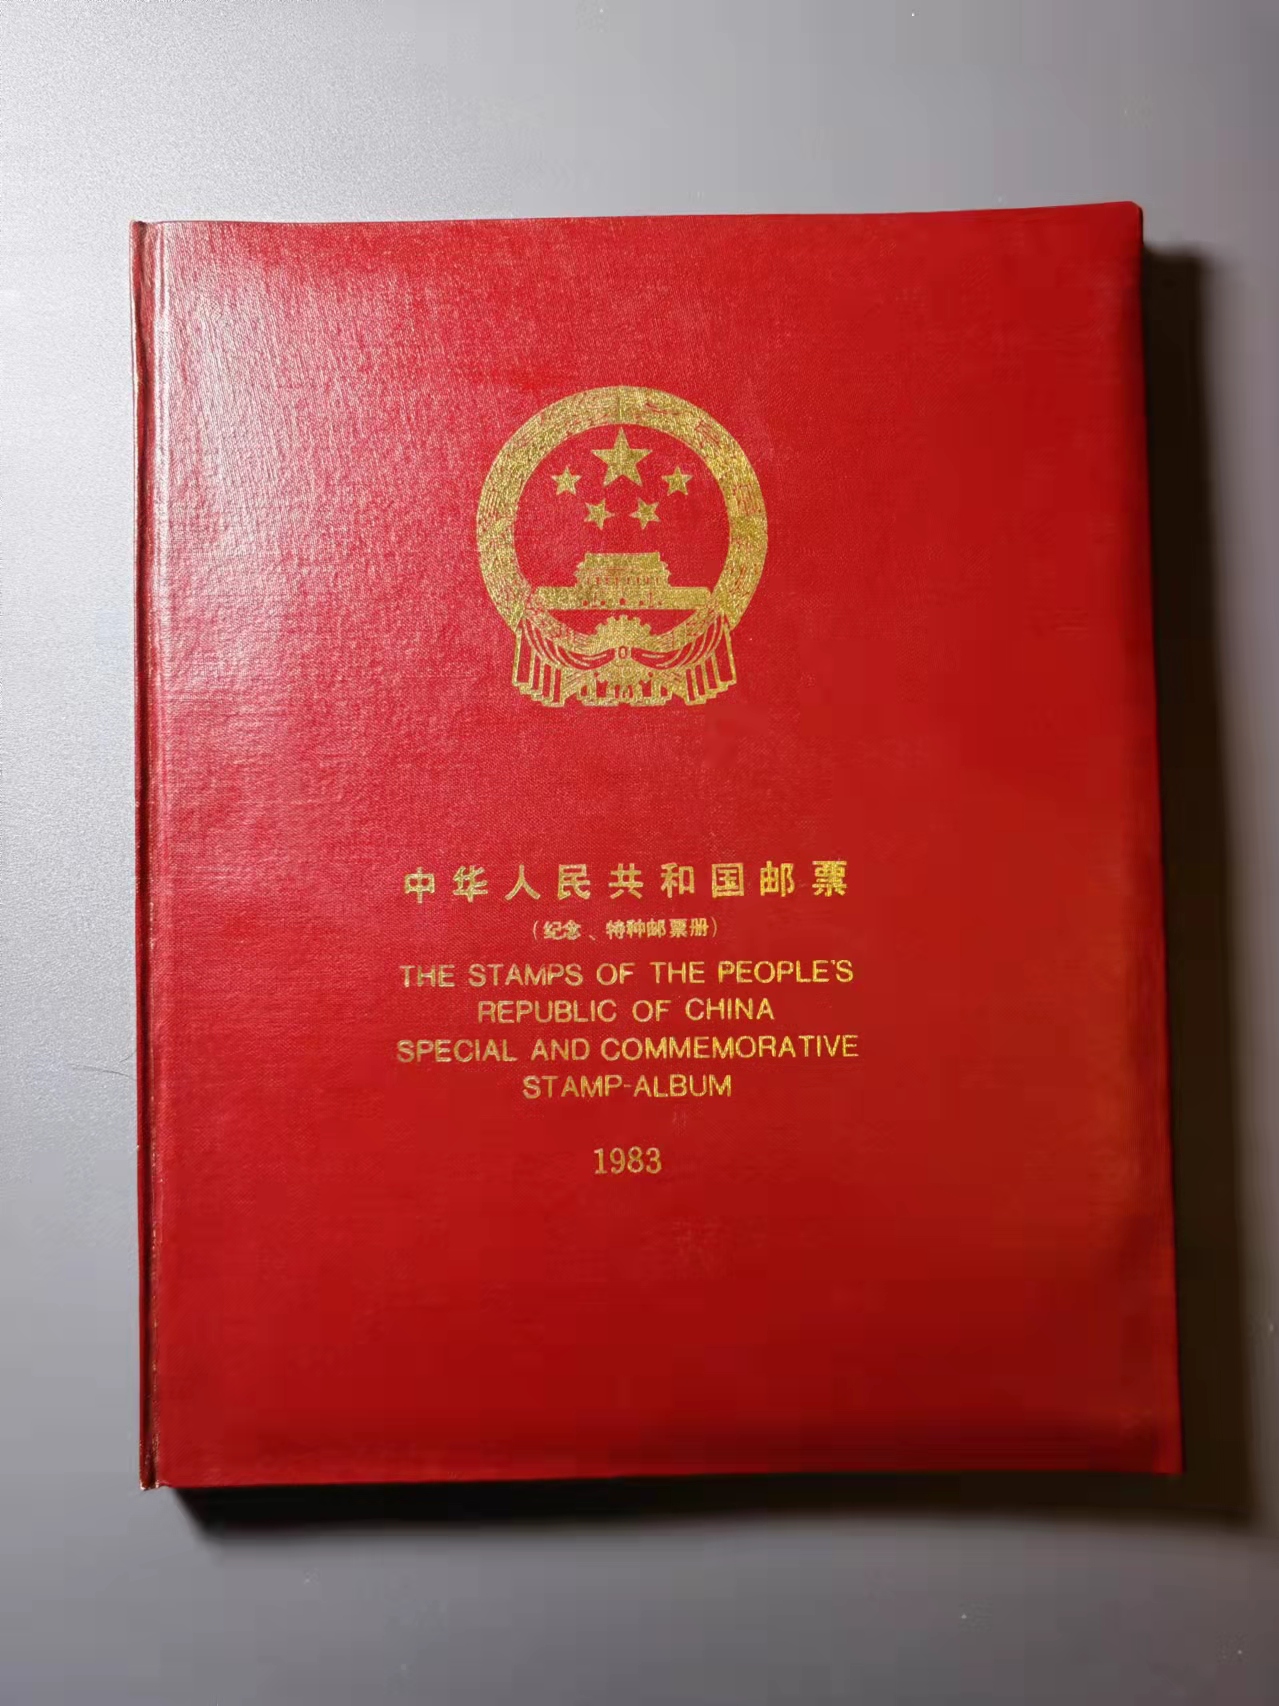 中华人民共和国邮票
（纪念、特种邮票册）
THE STAMPS OF THE PEOPLE'S
REPUBLIC OF CHINA
SPECIAL AND COMMEMORATIVE
STAMP-ALBUM
1983